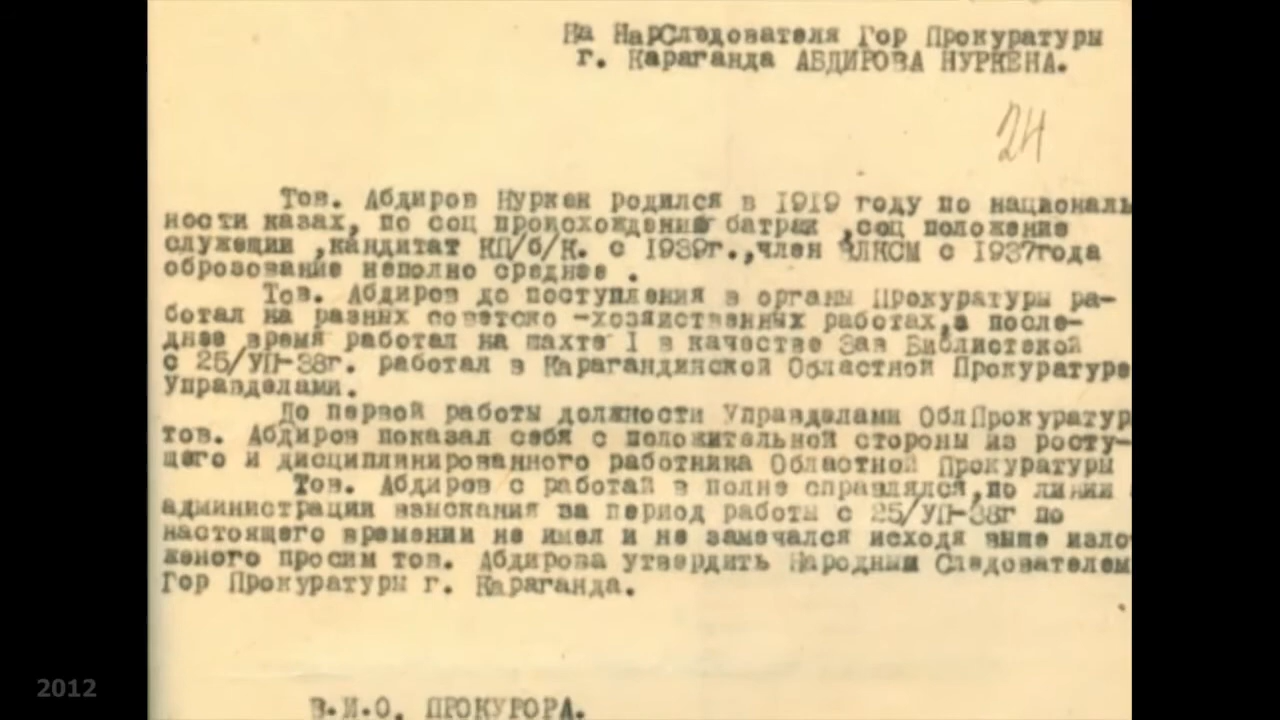 На НарСледователя Гор Прокуратуры
г. Караганда АБДИРОВА НУРКЕНА.
24
Тов. Абдиров Нуркен родился в 1919 году по националь
ности казах, по соц происхождению батрак ,соц положение
служещии ,кандитат КП/б/К. с 1939г.,член ВЛКСМ с 1937года
оброзование неполно среднее .
Тов. Абдиров до поступления в органы Прокуратуры ра-
ботал на разных советско -хозяиственных работах,а после-
днее время работал на шахте I в качестве Зав Библистекой
с 25/УП-38г. работал в Карагандинской Областной Прокуратуре
Управделами.
По первой работы должности Управделами ОблПрокуратур
тов. Абдиров показал себя с положительной стороны из росту-
щего и дисциплинированного работника Областной Прокуратуры
Тов. Абдиров с работай в полне справлялся,по линии
администрации взыскания за период работы с 25/УП-38г по
настоящего времении не имел и не замечался исходя выше изло
женого просим тов. Абдирова утвердить Народным Следователем
Гор Прокуратуры г. Караганда.
В.И.О. ПРОКУРОРА.
2012